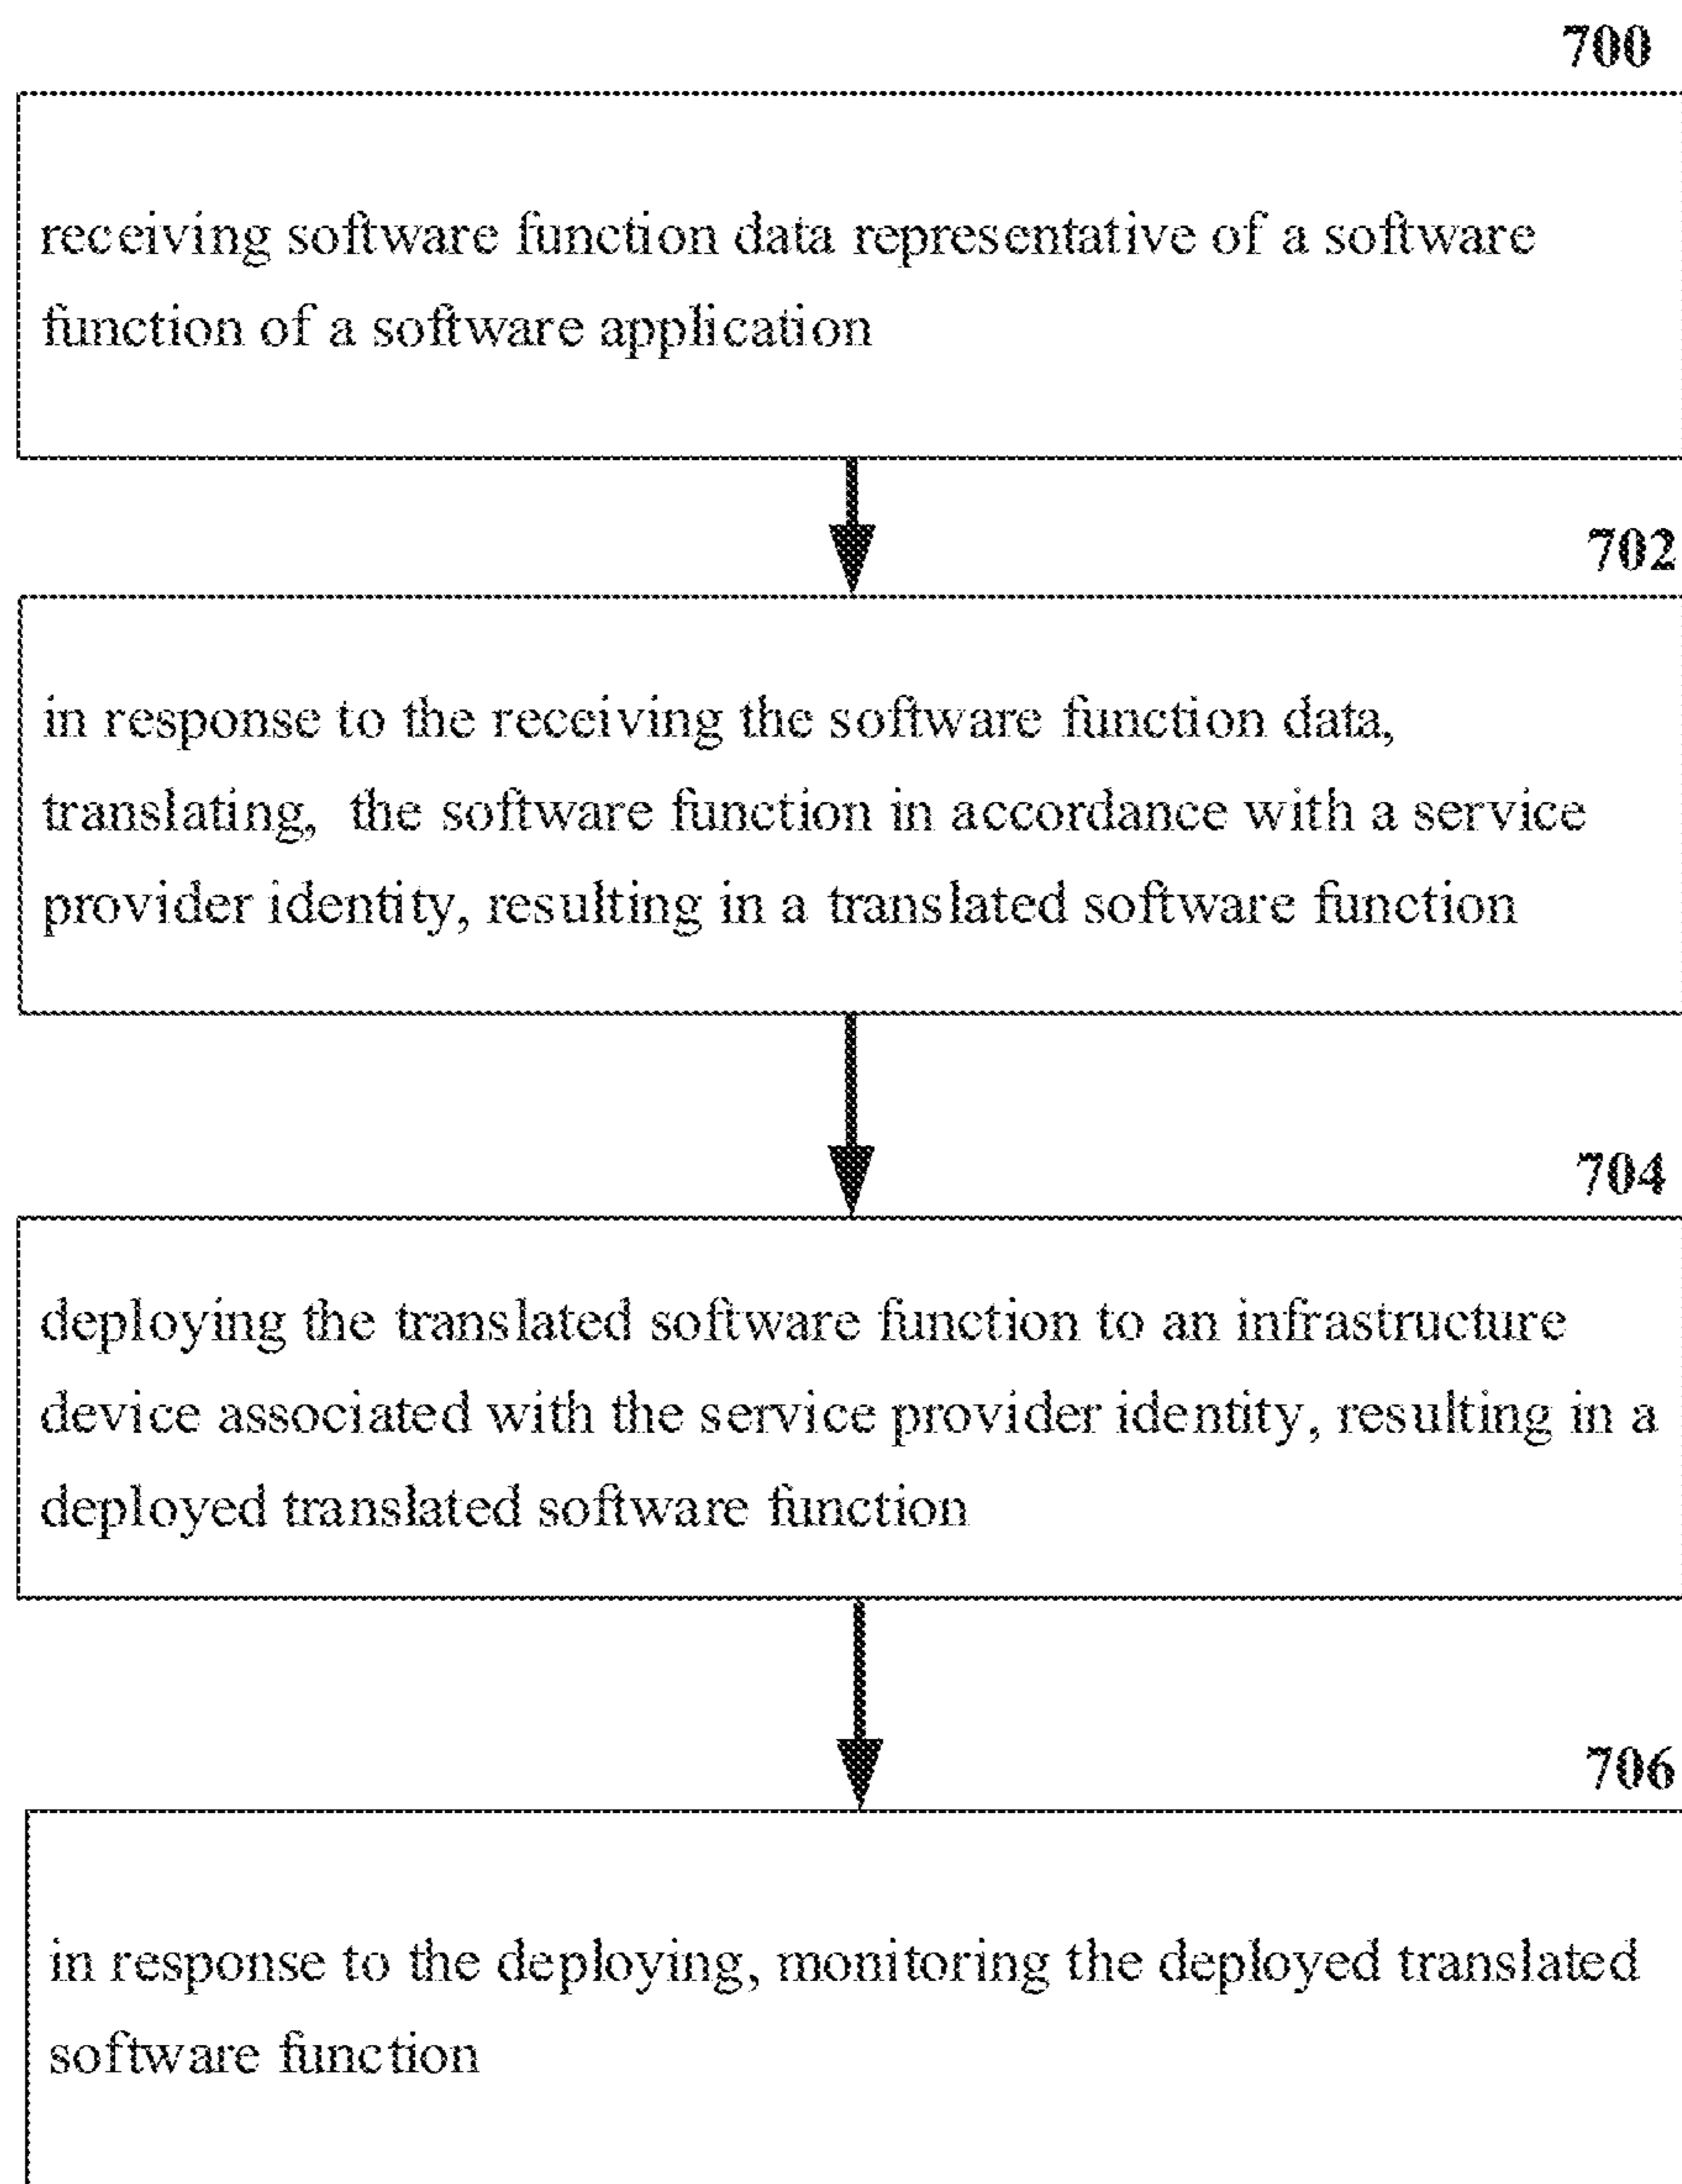 700
receiving software function data representative of a software
function of a software application
702
in response to the receiving the software function data,
translating,  the software function in accordance with a service
provider identity, resulting in a translated software function
704
deploying the translated software function to an infrastructure
device associated with the service provider identity, resulting in a
deployed translated software function
706
in response to the deploying, monitoring the deployed translated
software function